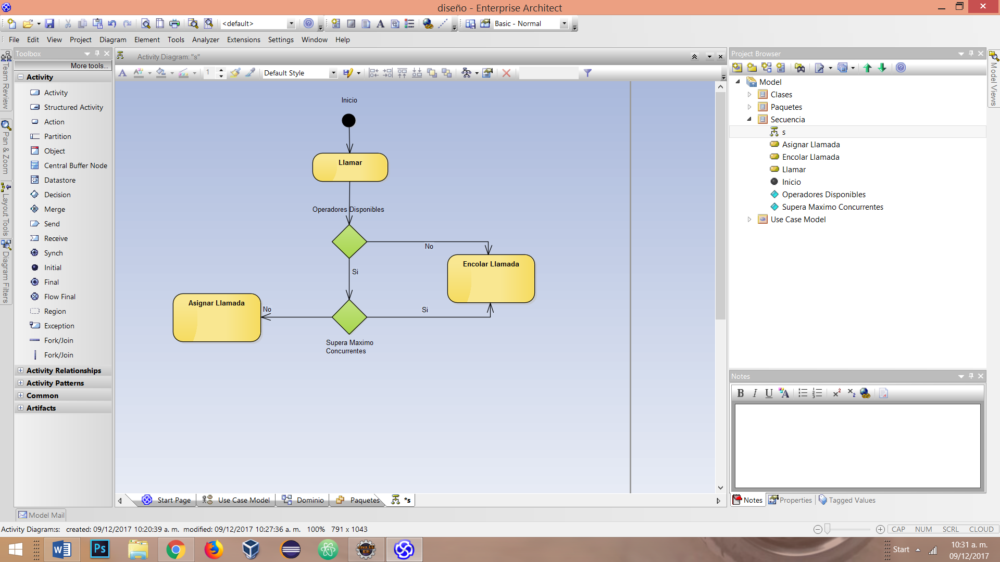 diseño - Enterprise Architect
<default>
Basic - Normal
File Edit View Project Diagram Element Tools Analyzer Extensions Settings Window Help
Toolbox
More tools...
Activity
Activity
Structured Activity
Action
Partition
Object
Central Buffer Node
Datastore
Decision
Merge
Send
Receive
Synch
Initial
Final
Flow Final
Region
Exception
Fork/Join
Fork/Join
Activity Relationships
Activity Patterns
Common
Artifacts
Team Review
Pan & Zoom
Layout Tools
Diagram Filters
Activity Diagram: "s"
1
Default Style
Inicio
Llamar
Operadores Disponibles
No
Encolar Llamada
Si
Asignar Llamada
No
Si
Supera Maximo
Concurrentes
Start Page
Use Case Model
Dominio
Paquetes
*s
Project Browser
Model
Clases
Paquetes
Secuencia
s
Asignar Llamada
Encolar Llamada
Llamar
Inicio
Operadores Disponibles
Supera Maximo Concurrentes
Use Case Model
Model Views
Notes
B I U A
Notes Properties Tagged Values
Model Mail
Activity Diagram:s: created: 09/12/2017 10:20:39 a. m. modified: 09/12/2017 10:27:36 a. m. 100% 791 x 1043
CAP NUM SCRL CLOUD
Ps
Java EE
IDE
Start
10:31 a. m.
09/12/2017